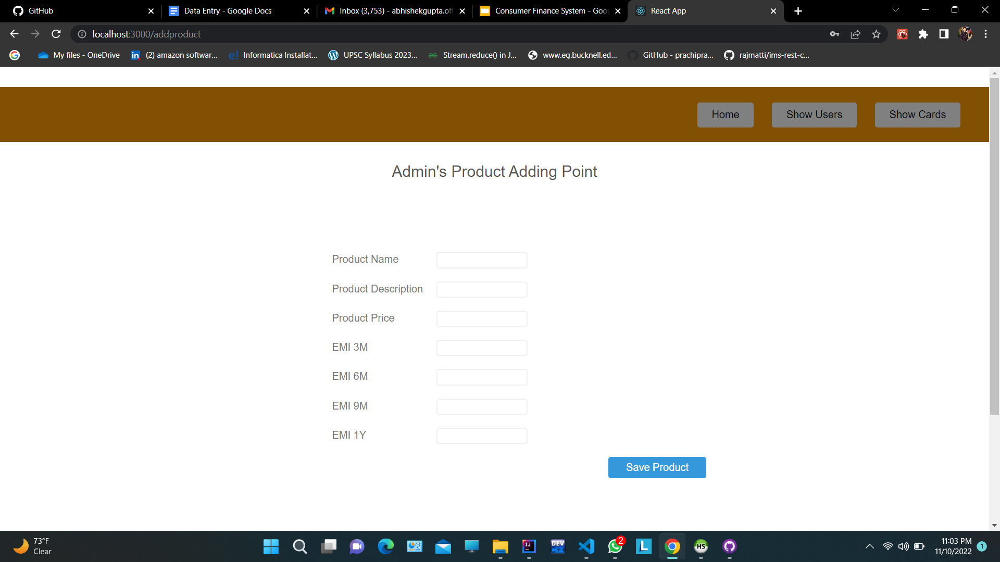 GitHub
Data Entry - Google Docs
Inbox (3,753) - abhishekgupta.off
Consumer Finance System - Goo
React App
localhost:3000/addproduct
My files - OneDrive
(2) amazon softwar...
Informatica Installat...
UPSC Syllabus 2023...
Stream.reduce() in J...
www.eg.bucknell.ed...
GitHub - prachipra...
rajmatti/ims-rest-c...
Home
Show Users
Show Cards
Admin's Product Adding Point
Product Name
Product Description
Product Price
EMI 3M
EMI 6M
EMI 9M
EMI 1Y
Save Product
73°F
Clear
IJ
DEV
2
L
HS
11:03 PM
11/10/2022
1